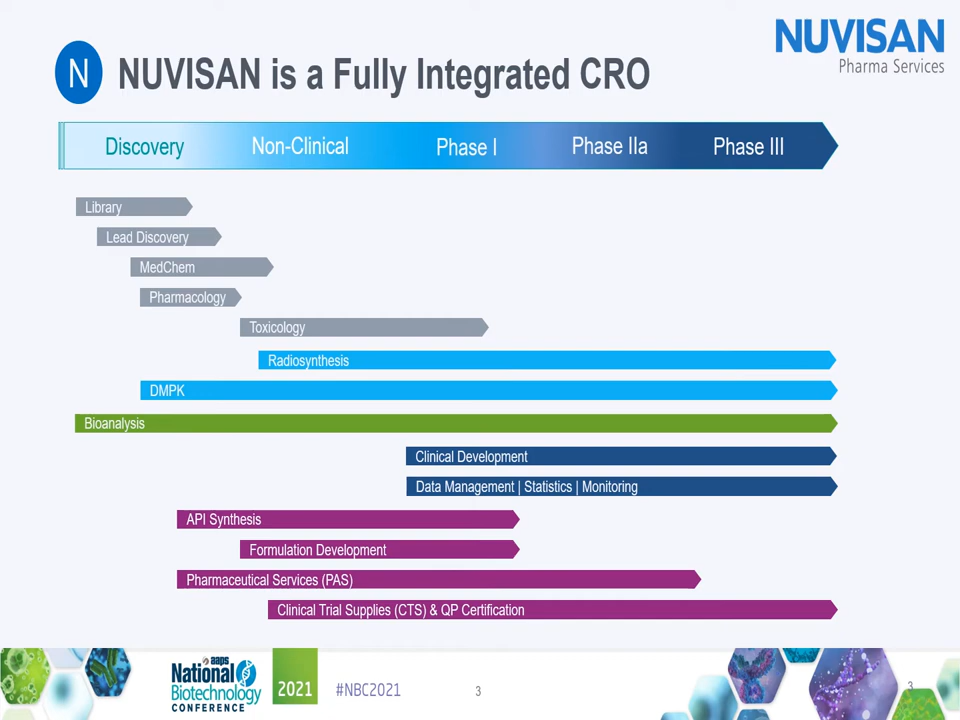 NUVISAN
Pharma Services
N
NUVISAN is a Fully Integrated CRO
Discovery Non-Clinical Phase I Phase IIa Phase III
Library
Lead Discovery
MedChem
Pharmacology
Toxicology
Radiosynthesis
DMPK
Bioanalysis
Clinical Development
Data Management | Statistics | Monitoring
API Synthesis
Formulation Development
Pharmaceutical Services (PAS)
Clinical Trial Supplies (CTS) & QP Certification
aaps
National
Biotechnology
CONFERENCE
2021
#NBC2021
3
3